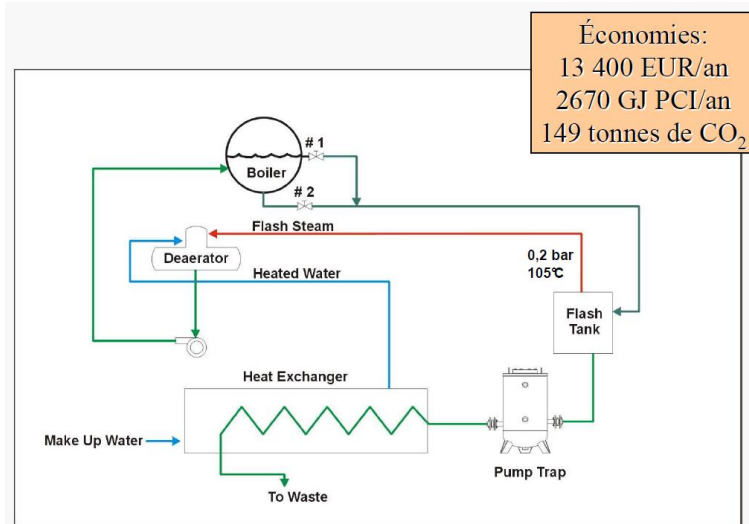 Économies:
13 400 EUR/an
2670 GJ PCI/an
149 tonnes de CO₂
# 1
Boiler
# 2
Flash Steam
Deaerator
0,2 bar
105°C
Heated Water
Flash
Tank
Heat Exchanger
Make Up Water
Pump Trap
To Waste